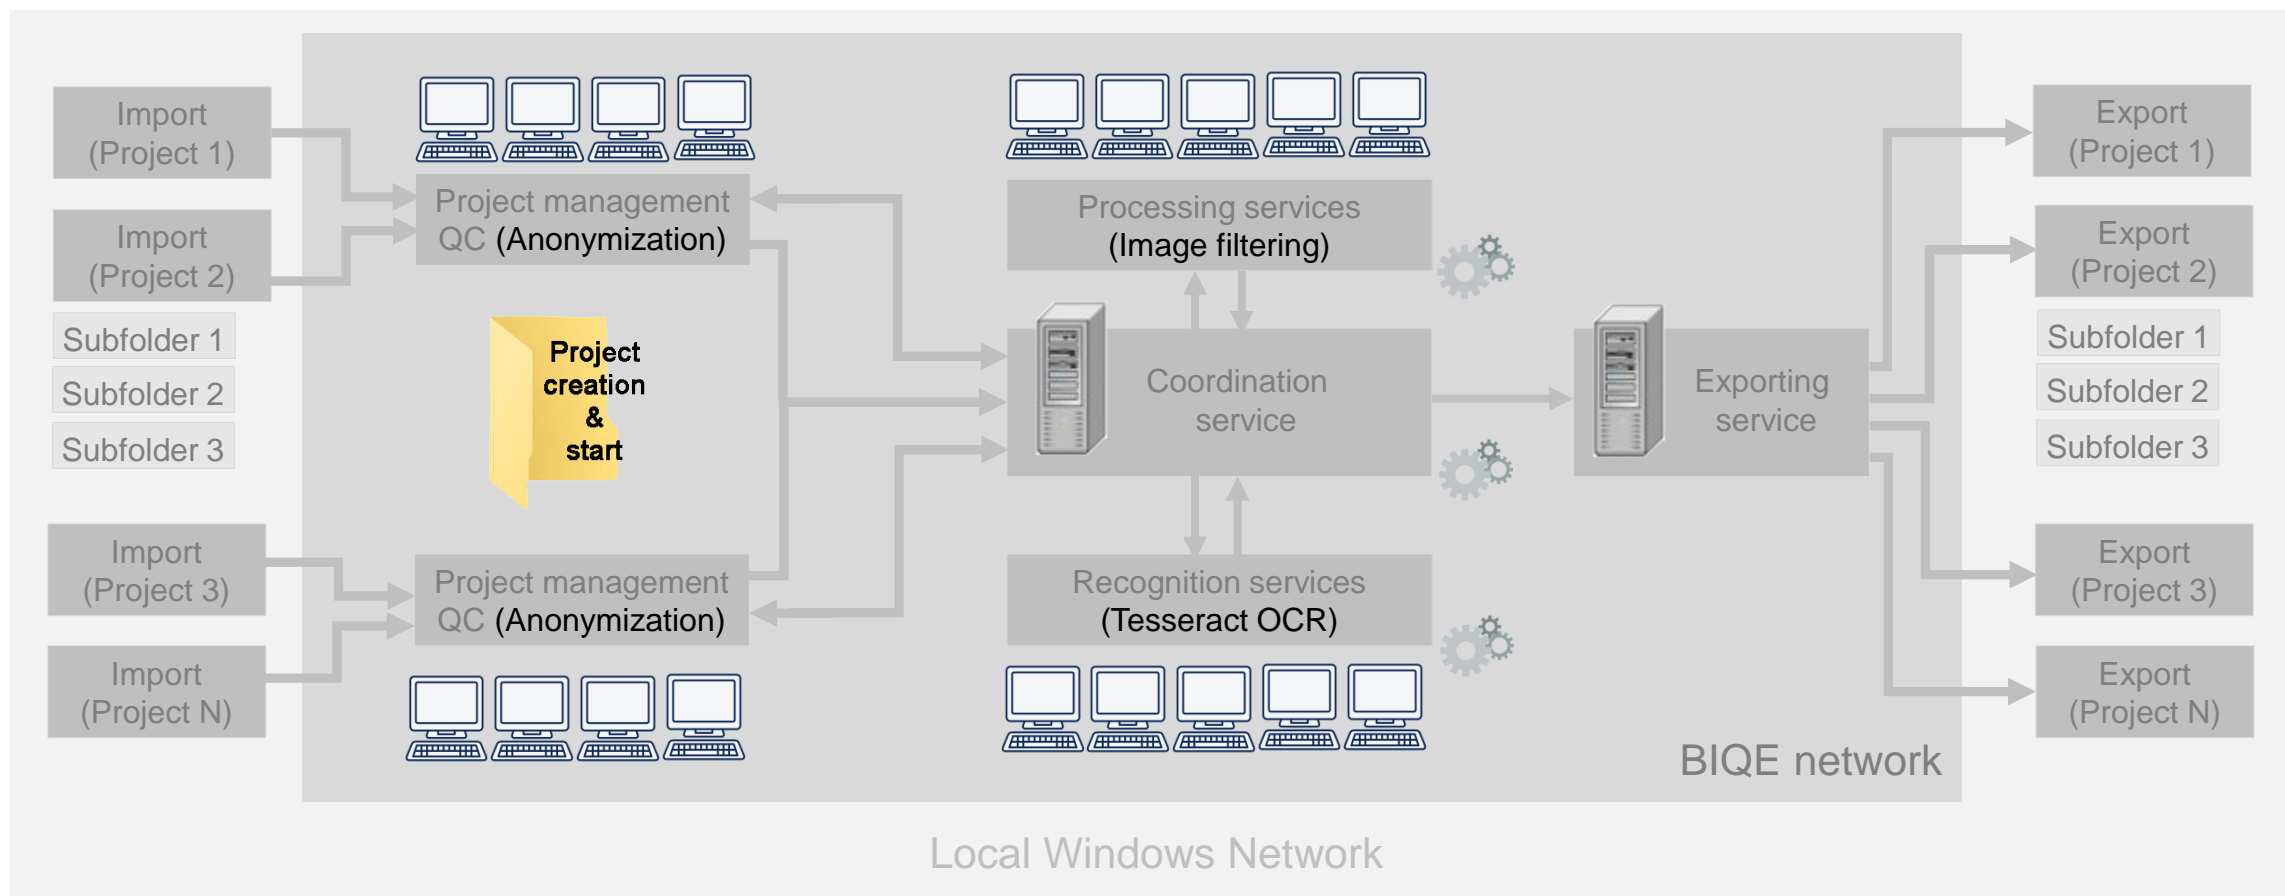 Import
(Project 1)
Import
(Project 2)
Subfolder 1
Subfolder 2
Subfolder 3
Import
(Project 3)
Import
(Project N)
Project management
QC (Anonymization)
Project
creation
&
start
Project management
QC (Anonymization)
Processing services
(Image filtering)
Coordination
service
Recognition services
(Tesseract OCR)
Exporting
service
Export
(Project 1)
Export
(Project 2)
Subfolder 1
Subfolder 2
Subfolder 3
Export
(Project 3)
Export
(Project N)
BIQE network
Local Windows Network